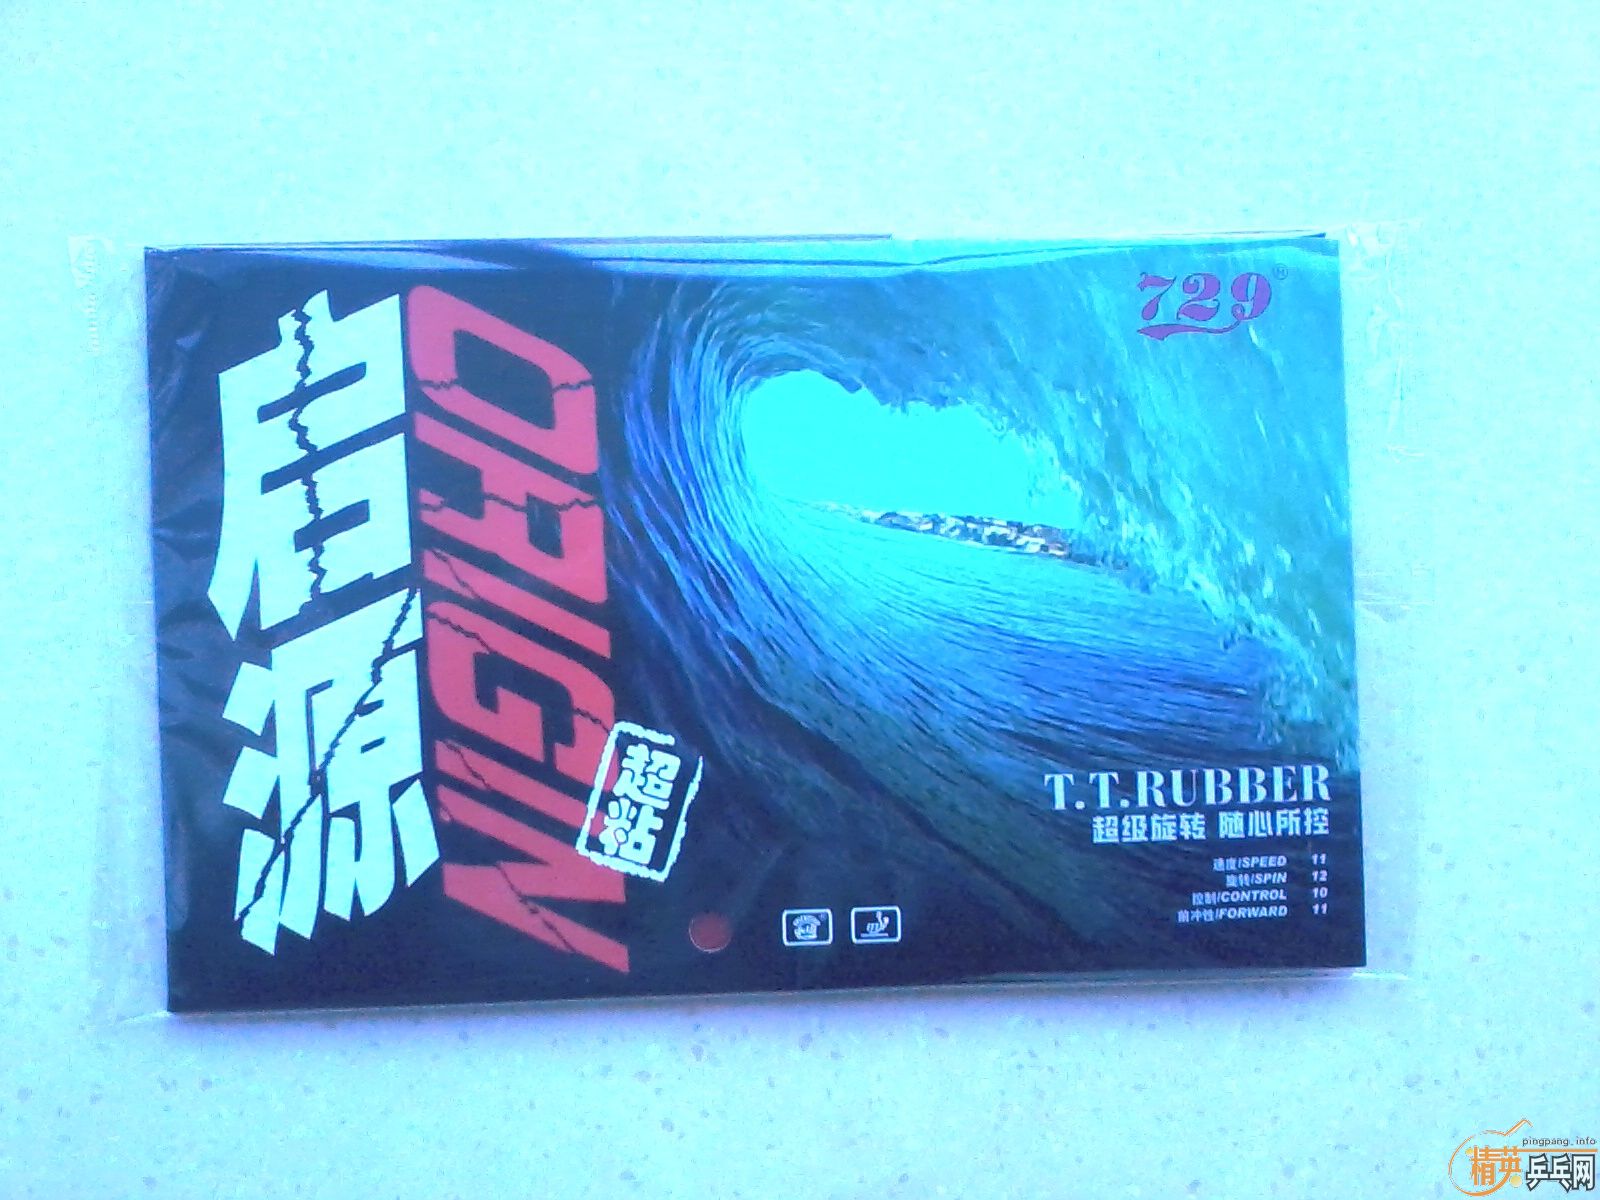 启源
ORIGIN
超粘
729®
T.T.RUBBER
超级旋转 随心所控
速度/SPEED 11
旋转/SPIN 12
控制/CONTROL 10
前冲性/FORWARD 11
pingpang.info
精英乒乓网